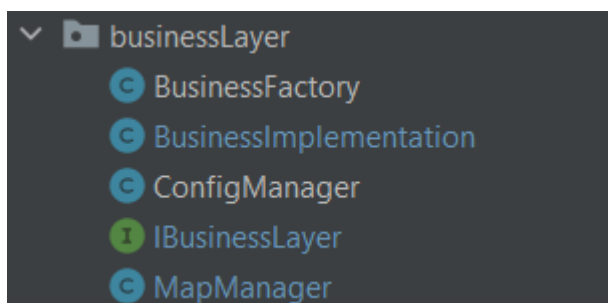 businessLayer
C BusinessFactory
C BusinessImplementation
C ConfigManager
I IBusinessLayer
C MapManager